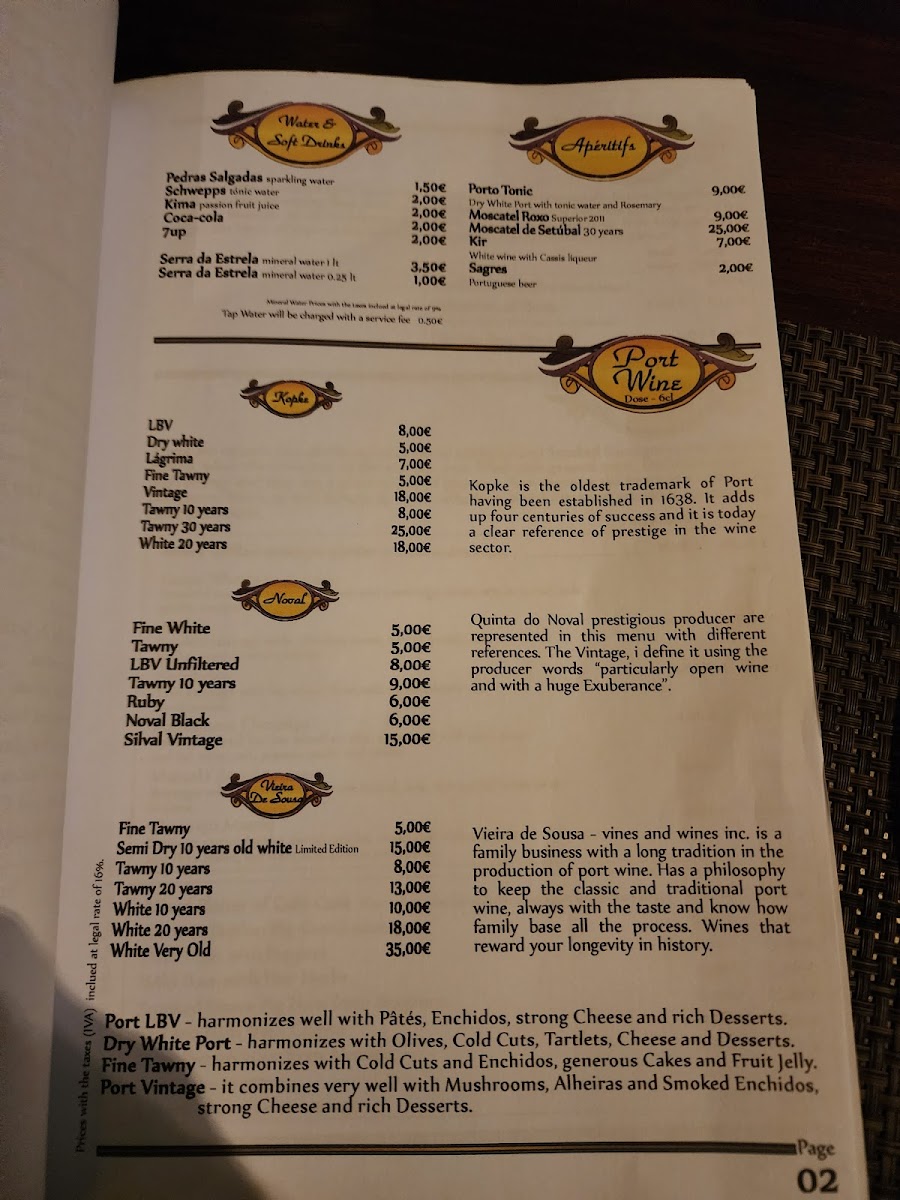 Water &
Soft Drinks
Pedras Salgadas sparkling water 1,50€
Schwepps tónic water 2,00€
Kima passion fruit juice 2,00€
Coca-cola 2,00€
7up 2,00€
Serra da Estrela mineral water 1 lt 3,50€
Serra da Estrela mineral water 0.25 lt 1,00€
Mineral Water Prices with the taxes inclued at legal rate of
Tap Water will be charged with a service fee 0.50€
Apéritifs
Porto Tonic 9,00€
Dry White Port with tonic water and Rosemary
Moscatel Roxo Superior 2011 9,00€
Moscatel de Setúbal 30 years 25,00€
Kir 7,00€
White wine with Cassis liqueur
Sagres 2,00€
Portuguese beer
Port
Wine
Dose - 6cl
Kopke
LBV 8,00€
Dry white 5,00€
Lágrima 7,00€
Fine Tawny 5,00€
Vintage 18,00€
Tawny 10 years 8,00€
Tawny 30 years 25,00€
White 20 years 18,00€
Kopke is the oldest trademark of Port
having been established in 1638. It adds
up four centuries of success and it is today
a clear reference of prestige in the wine
sector.
Noval
Fine White 5,00€
Tawny 5,00€
LBV Unfiltered 8,00€
Tawny 10 years 9,00€
Ruby 6,00€
Noval Black 6,00€
Silval Vintage 15,00€
Quinta do Noval prestigious producer are
represented in this menu with different
references. The Vintage, i define it using the
producer words “particularly open wine
and with a huge Exuberance”.
Vieira
De Sousa
Fine Tawny 5,00€
Semi Dry 10 years old white Limited Edition 15,00€
Tawny 10 years 8,00€
Tawny 20 years 13,00€
White 10 years 10,00€
White 20 years 18,00€
White Very Old 35,00€
Vieira de Sousa - vines and wines inc. is a
family business with a long tradition in the
production of port wine. Has a philosophy
to keep the classic and traditional port
wine, always with the taste and know how
family base all the process. Wines that
reward your longevity in history.
Prices with the taxes (IVA) inclued at legal rate of 16%.
Port LBV - harmonizes well with Pâtés, Enchidos, strong Cheese and rich Desserts.
Dry White Port - harmonizes with Olives, Cold Cuts, Tartlets, Cheese and Desserts.
Fine Tawny - harmonizes with Cold Cuts and Enchidos, generous Cakes and Fruit Jelly.
Port Vintage - it combines very well with Mushrooms, Alheiras and Smoked Enchidos,
strong Cheese and rich Desserts.
Page
02